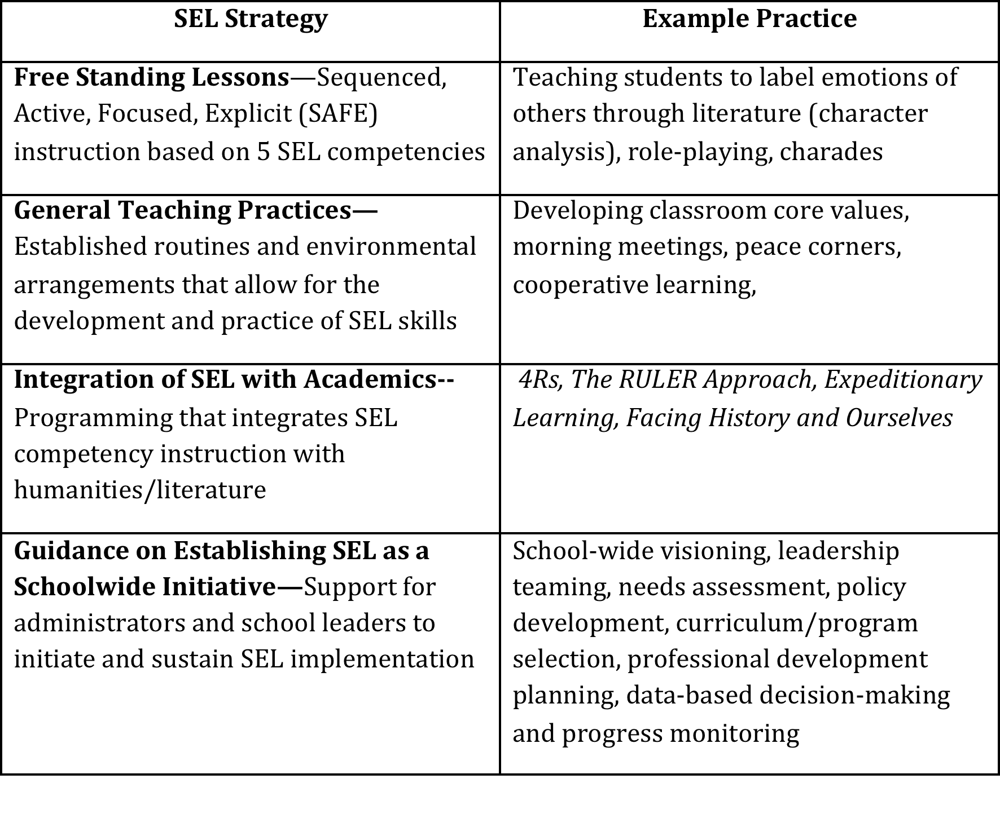 SEL Strategy
Example Practice
Free Standing Lessons—Sequenced,
Active, Focused, Explicit (SAFE)
instruction based on 5 SEL competencies
Teaching students to label emotions of
others through literature (character
analysis), role-playing, charades
General Teaching Practices—
Established routines and environmental
arrangements that allow for the
development and practice of SEL skills
Developing classroom core values,
morning meetings, peace corners,
cooperative learning,
Integration of SEL with Academics--
Programming that integrates SEL
competency instruction with
humanities/literature
4Rs, The RULER Approach, Expeditionary
Learning, Facing History and Ourselves
Guidance on Establishing SEL as a
Schoolwide Initiative—Support for
administrators and school leaders to
initiate and sustain SEL implementation
School-wide visioning, leadership
teaming, needs assessment, policy
development, curriculum/program
selection, professional development
planning, data-based decision-making
and progress monitoring